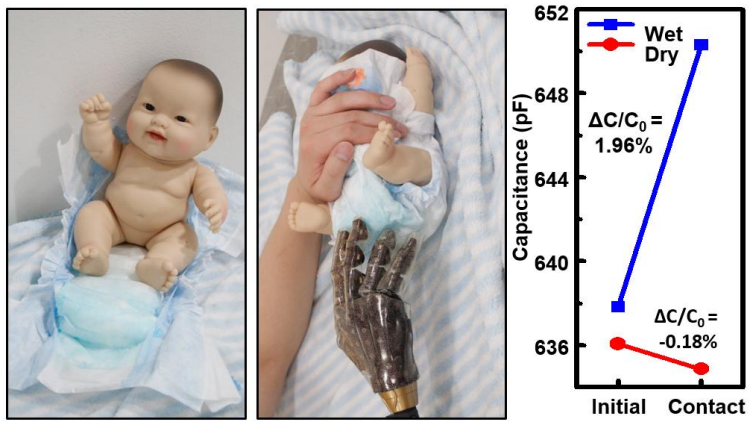 652
648
644
640
636
Capacitance (pF)
Wet
Dry
ΔC/C₀ =
1.96%
ΔC/C₀ =
-0.18%
Initial Contact